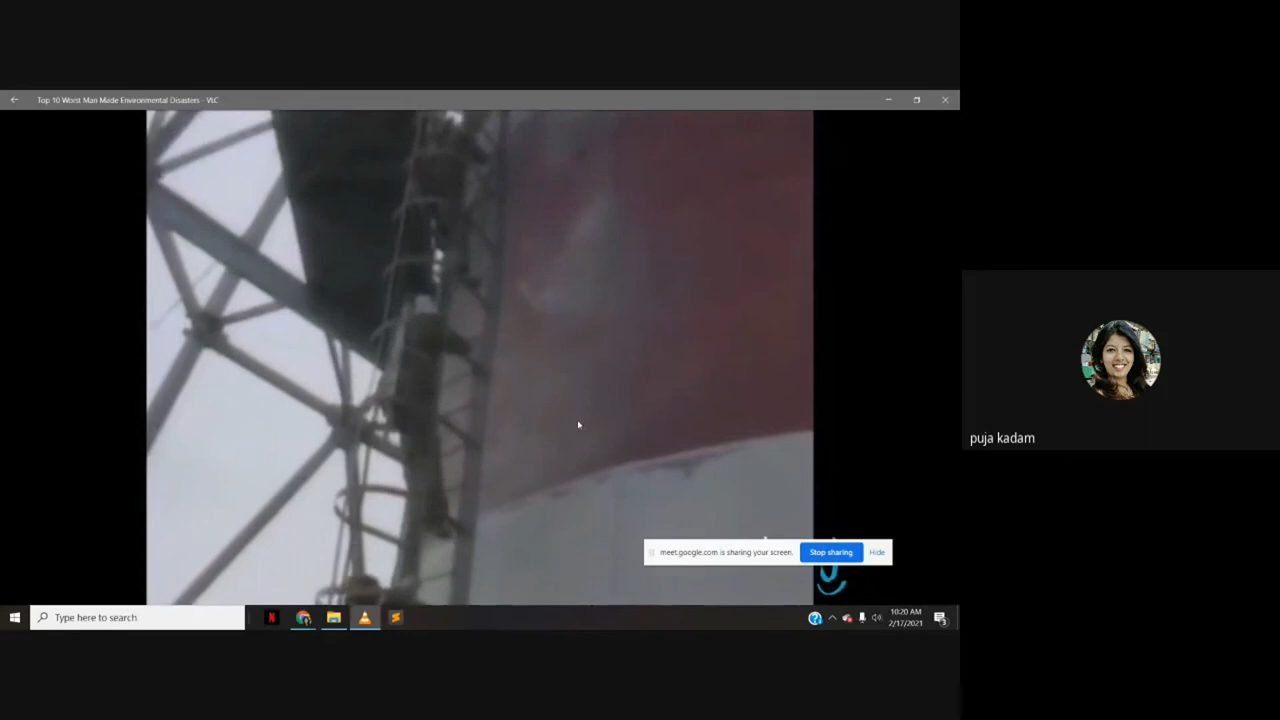 Top 10 Worst Man Made Environmental Disasters - VLC
puja kadam
meet.google.com is sharing your screen.
Stop sharing
Hide
Type here to search
N
10:20 AM
2/17/2021
3